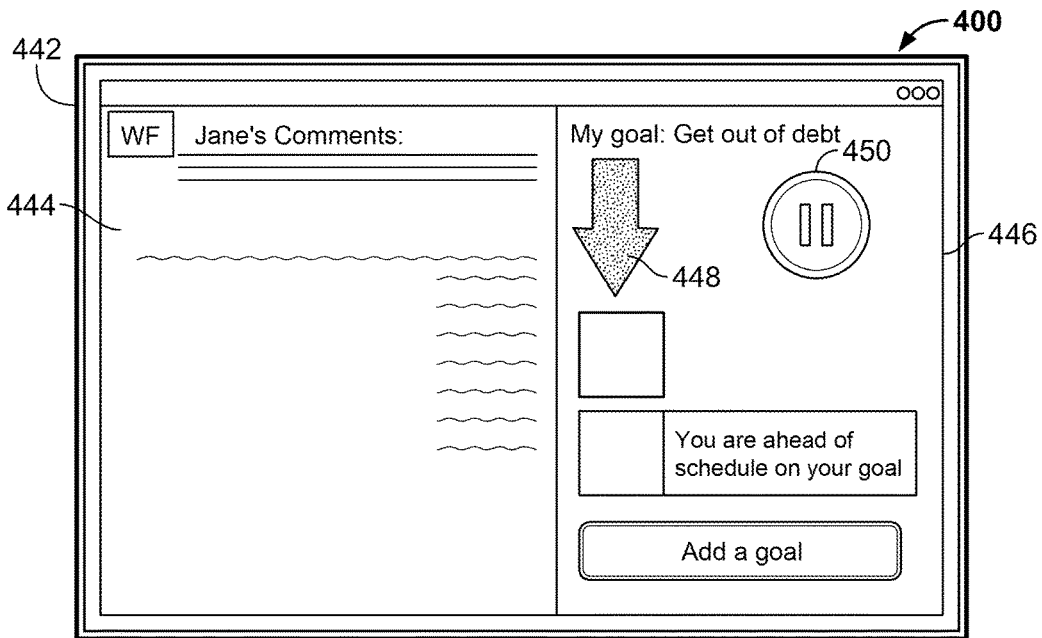 400
442
WF
Jane's Comments:
My goal: Get out of debt
450
444
446
448
You are ahead of
schedule on your goal
Add a goal